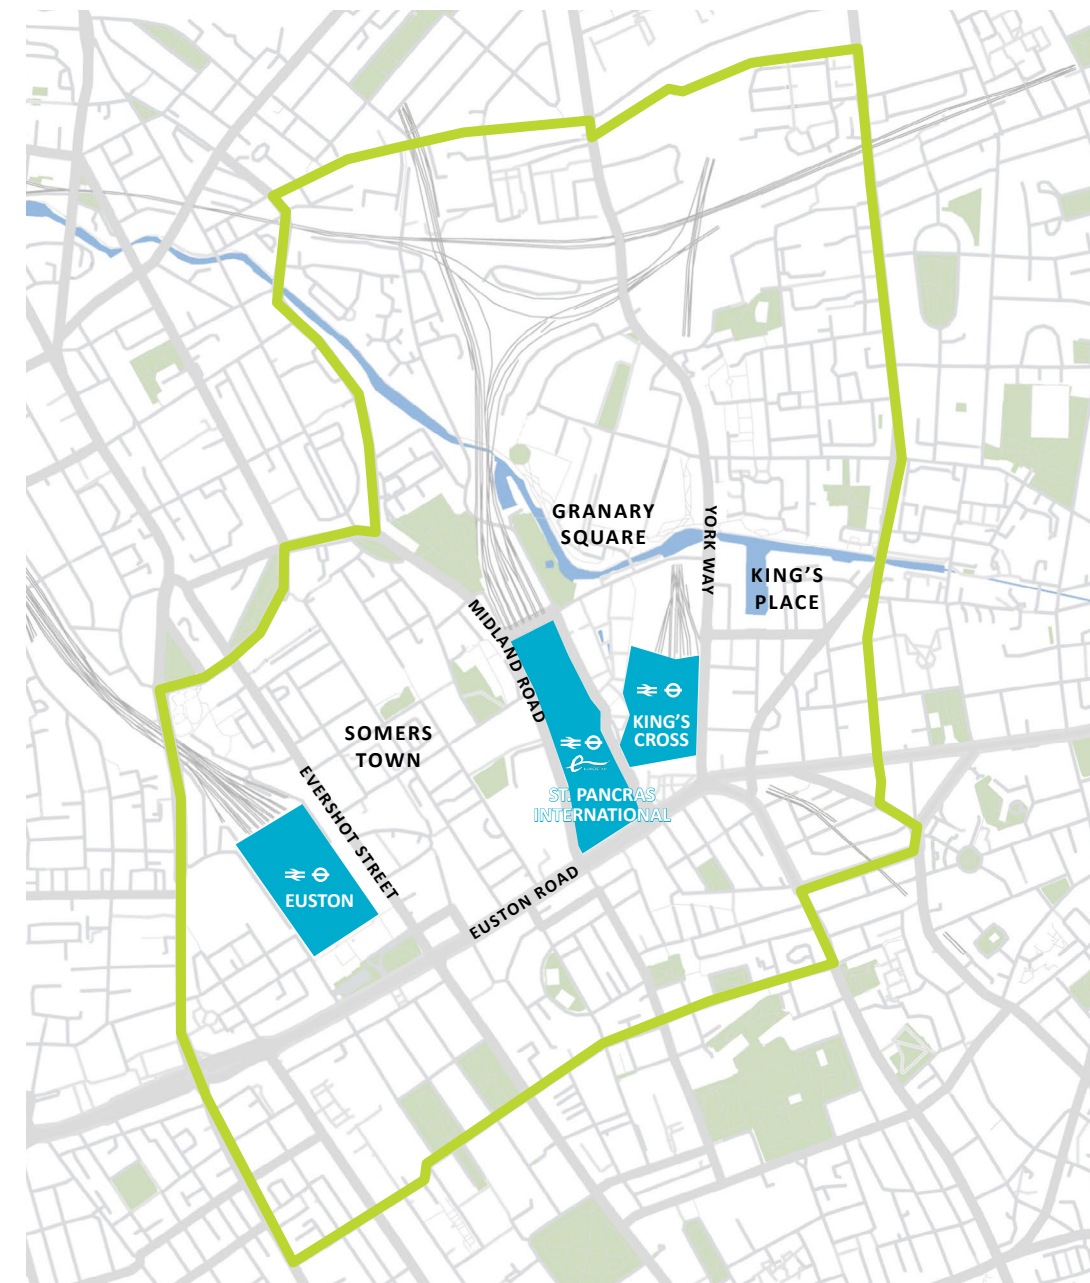 GRANARY
SQUARE
YORK WAY
KING'S
PLACE
MIDLAND ROAD
KING'S
CROSS
SOMERS
TOWN
ST. PANCRAS
INTERNATIONAL
EVERSHOT STREET
EUSTON
EUSTON ROAD